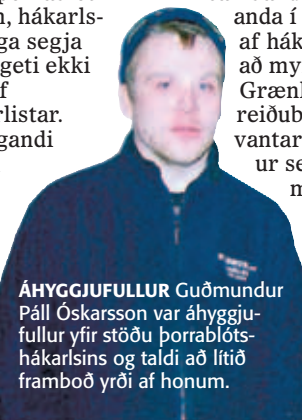 n, hákarls-
ga segja
geti ekki
f
rlistar.
gandi
anda í
af hák
að my
Grænl
reiðub
vantar
ur se
m
ÁHYGGJUFULLUR Guðmundur
Páll Óskarsson var áhyggju-
fullur yfir stöðu þorrablóts-
hákarlsins og taldi að lítið
framboð yrði af honum.